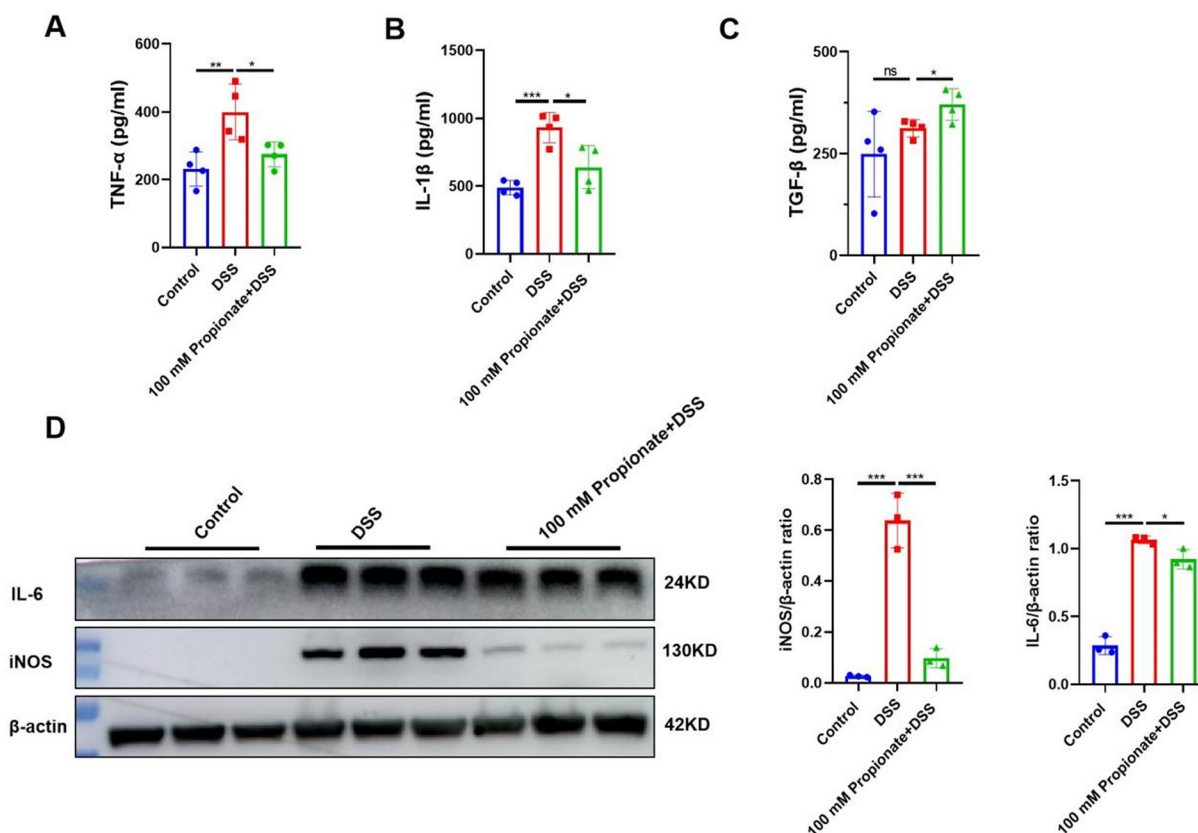 A
TNF-α (pg/ml)
600
400
200
0
**
*
Control
DSS
100 mM Propionate+DSS
B
IL-1β (pg/ml)
1500
1000
500
0
***
*
Control
DSS
100 mM Propionate+DSS
C
TGF-β (pg/ml)
500
250
0
ns
*
Control
DSS
100 mM Propionate+DSS
D
Control
DSS
100 mM Propionate+DSS
IL-6
24KD
iNOS
130KD
β-actin
42KD
iNOS/β-actin ratio
0.8
0.6
0.4
0.2
0.0
***
***
Control
DSS
100 mM Propionate+DSS
IL-6/β-actin ratio
1.5
1.0
0.5
0.0
***
*
Control
DSS
100 mM Propionate+DSS